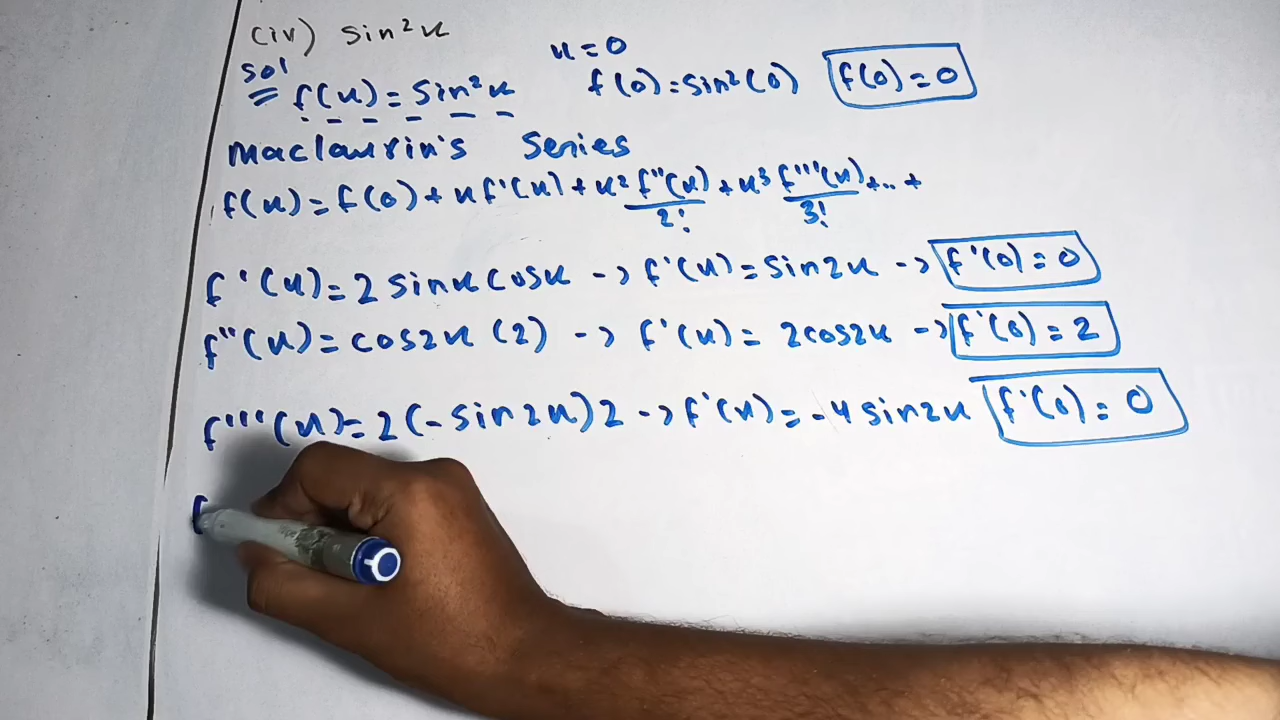 (iv) sin²x
sol x=0
f(x)=sin²x f(0)=sin²(0) f(0)=0
Maclaurin's Series
f(x)=f(0)+xf'(x)+x² f''(x)/2! + x³ f'''(x)/3! +..+
f'(x)=2 sinx cosx -> f'(x)=sin2x -> f'(0)=0
f''(x)=cos2x (2) -> f'(x)= 2cos2x -> f'(0)=2
f'''(x)=2(-sin2x)2 -> f'(x)= -4 sin2x f'(0)=0